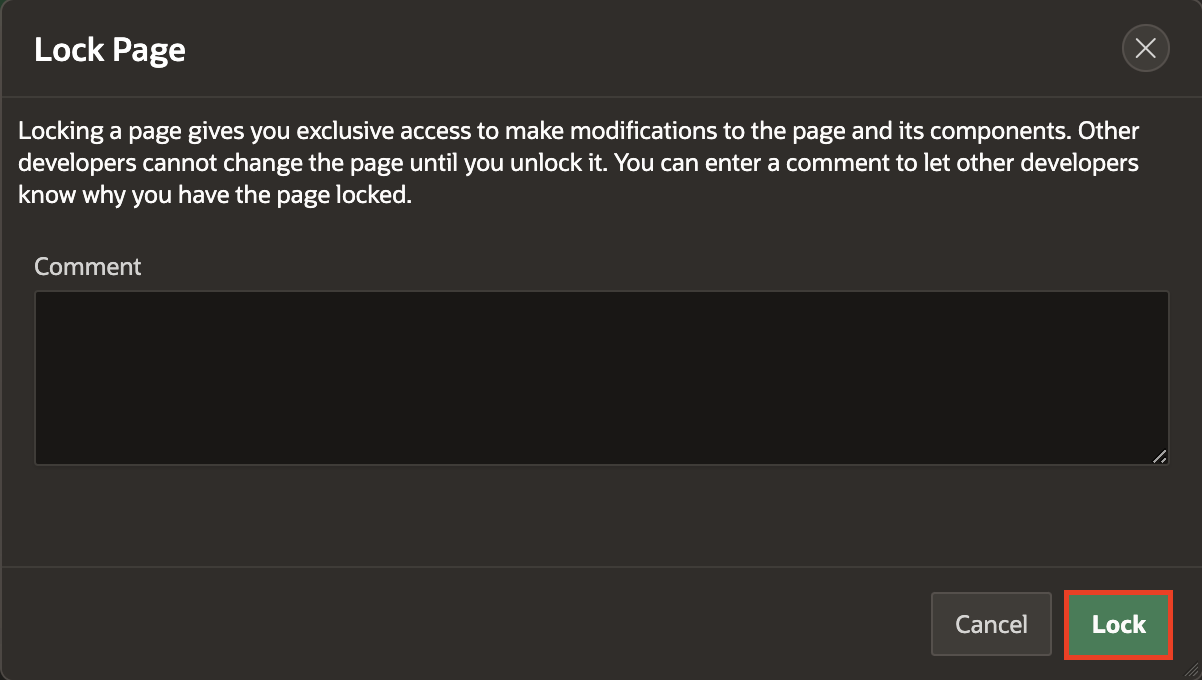 Lock Page
Locking a page gives you exclusive access to make modifications to the page and its components. Other
developers cannot change the page until you unlock it. You can enter a comment to let other developers
know why you have the page locked.
Comment
Cancel
Lock